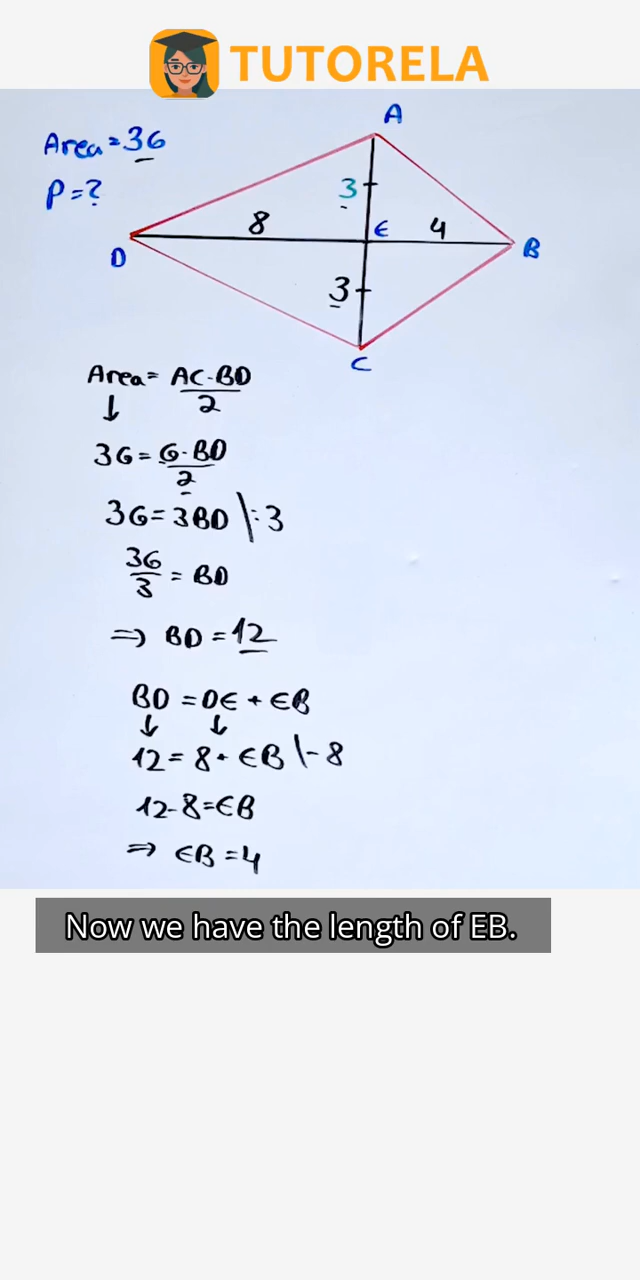 TUTORELA
Area = 36
P = ?
A
3
8
E
4
B
D
3
C
Area = AC · BD / 2
↓
36 = 6 · BD / 2
36 = 3BD \ : 3
36 / 3 = BD
⇒ BD = 12
BD = DE + EB
↓ ↓
12 = 8 + EB \ - 8
12 - 8 = EB
⇒ EB = 4
Now we have the length of EB.